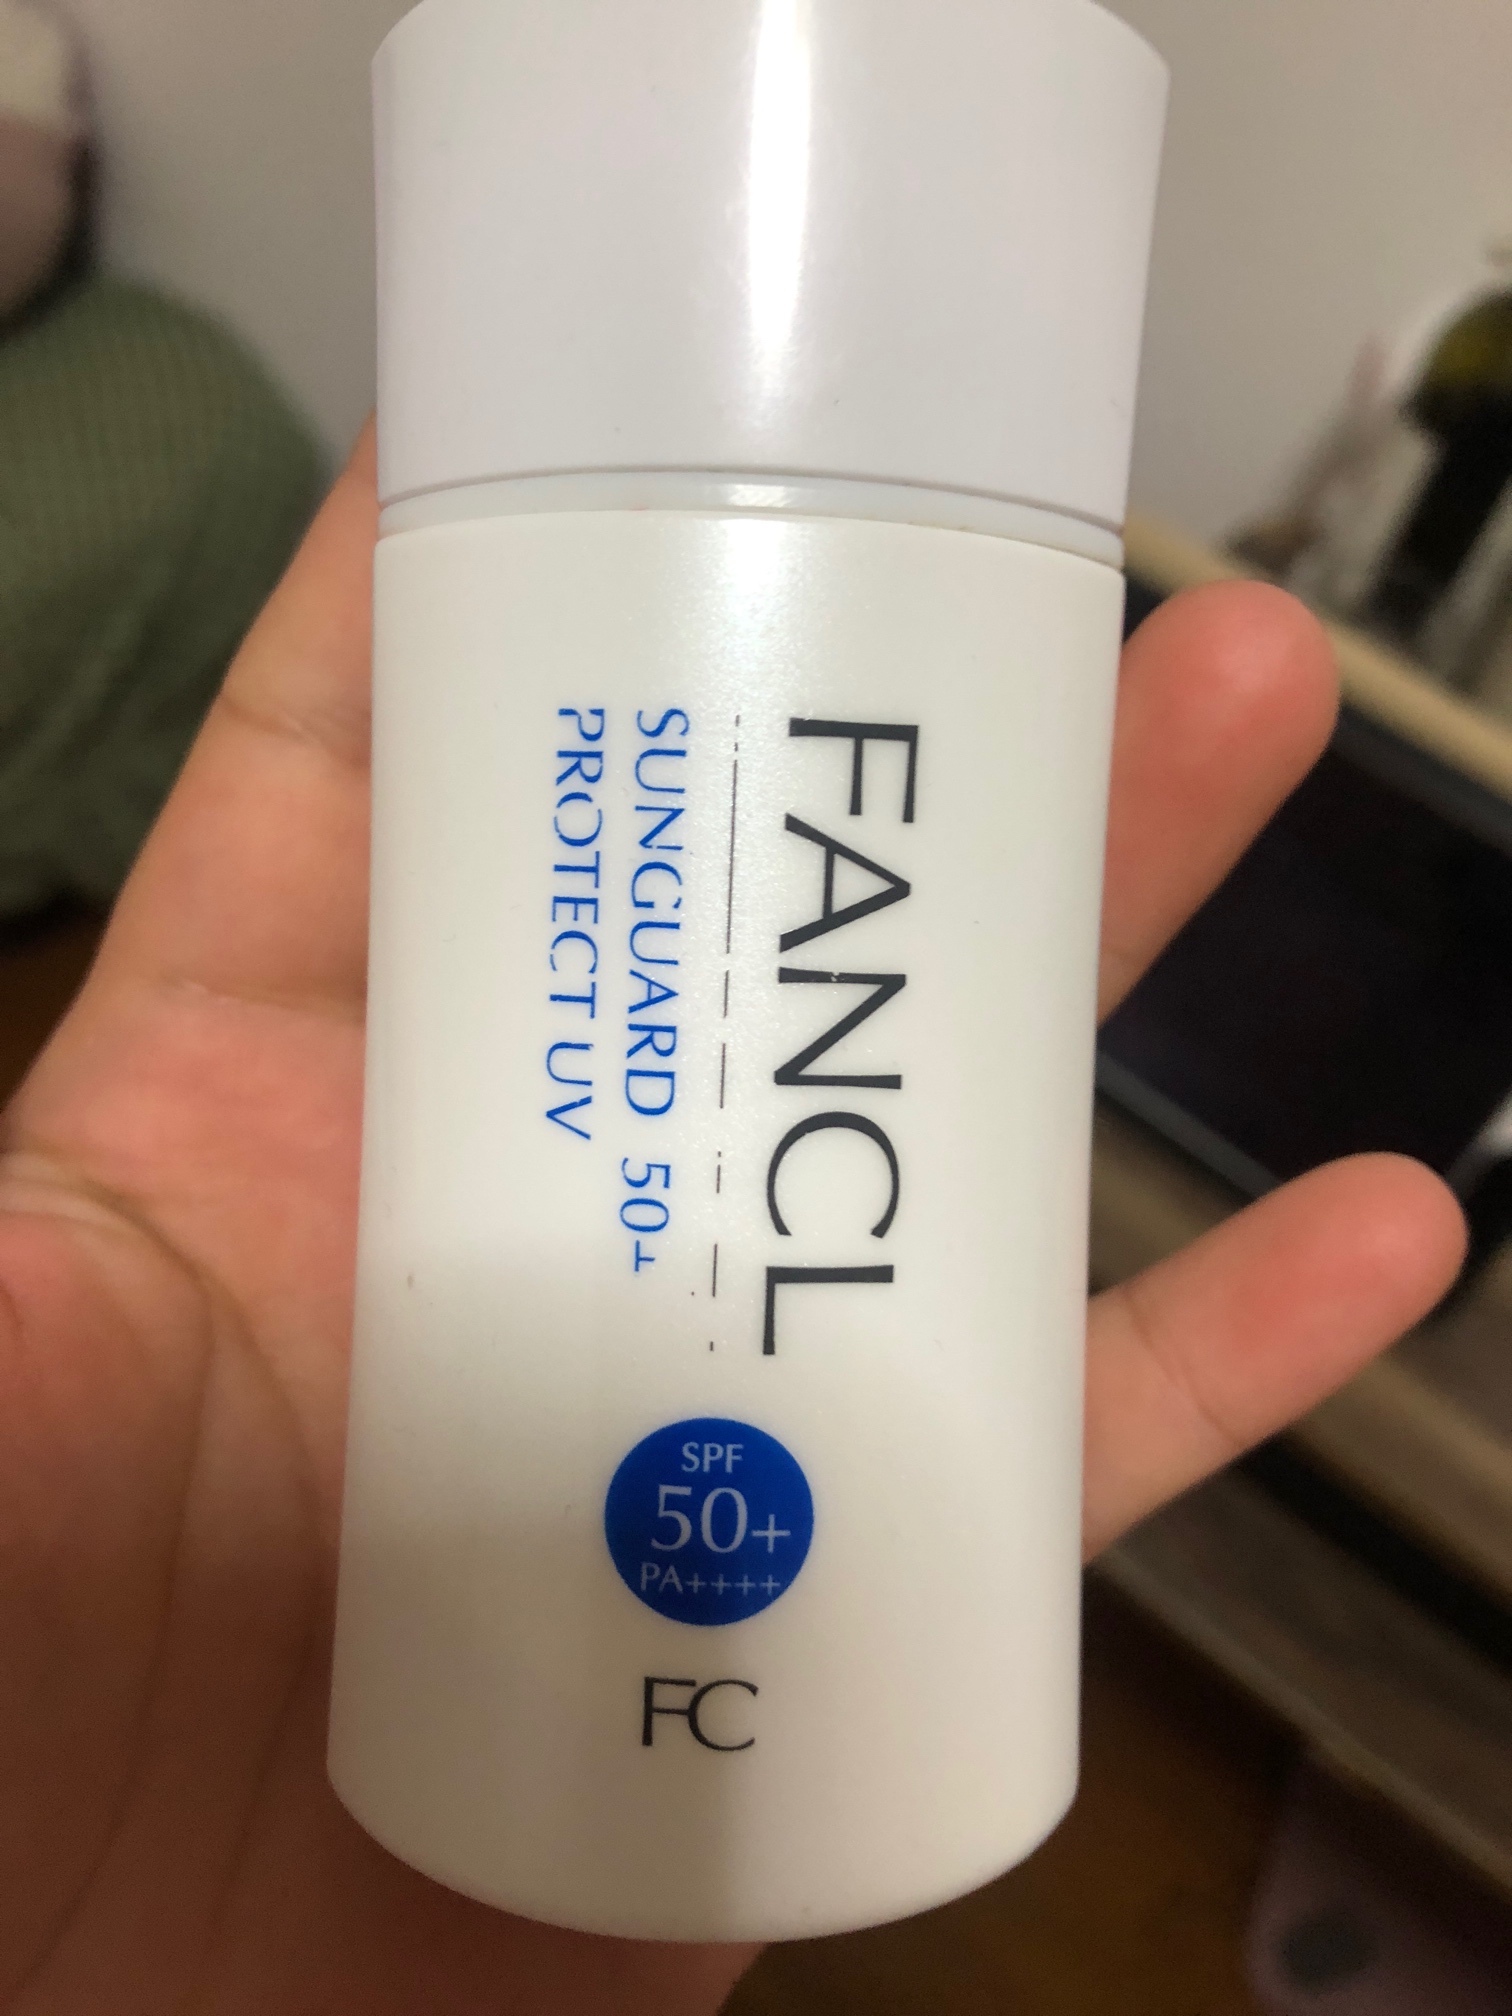 FANCL
SUNGUARD 50+
PROTECT UV
SPF
50+
PA++++
FC